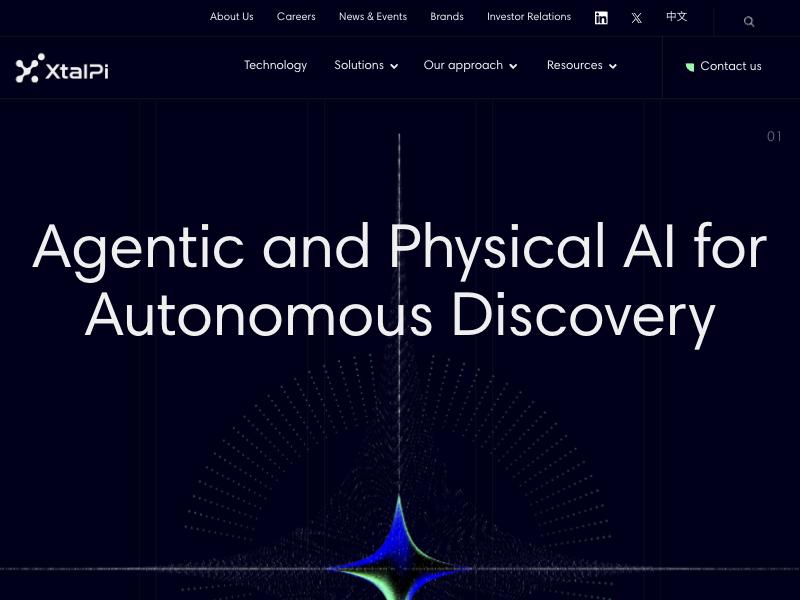 About Us Careers News & Events Brands Investor Relations in X 中文
XtalPi Technology Solutions Our approach Resources Contact us
01
Agentic and Physical AI for
Autonomous Discovery